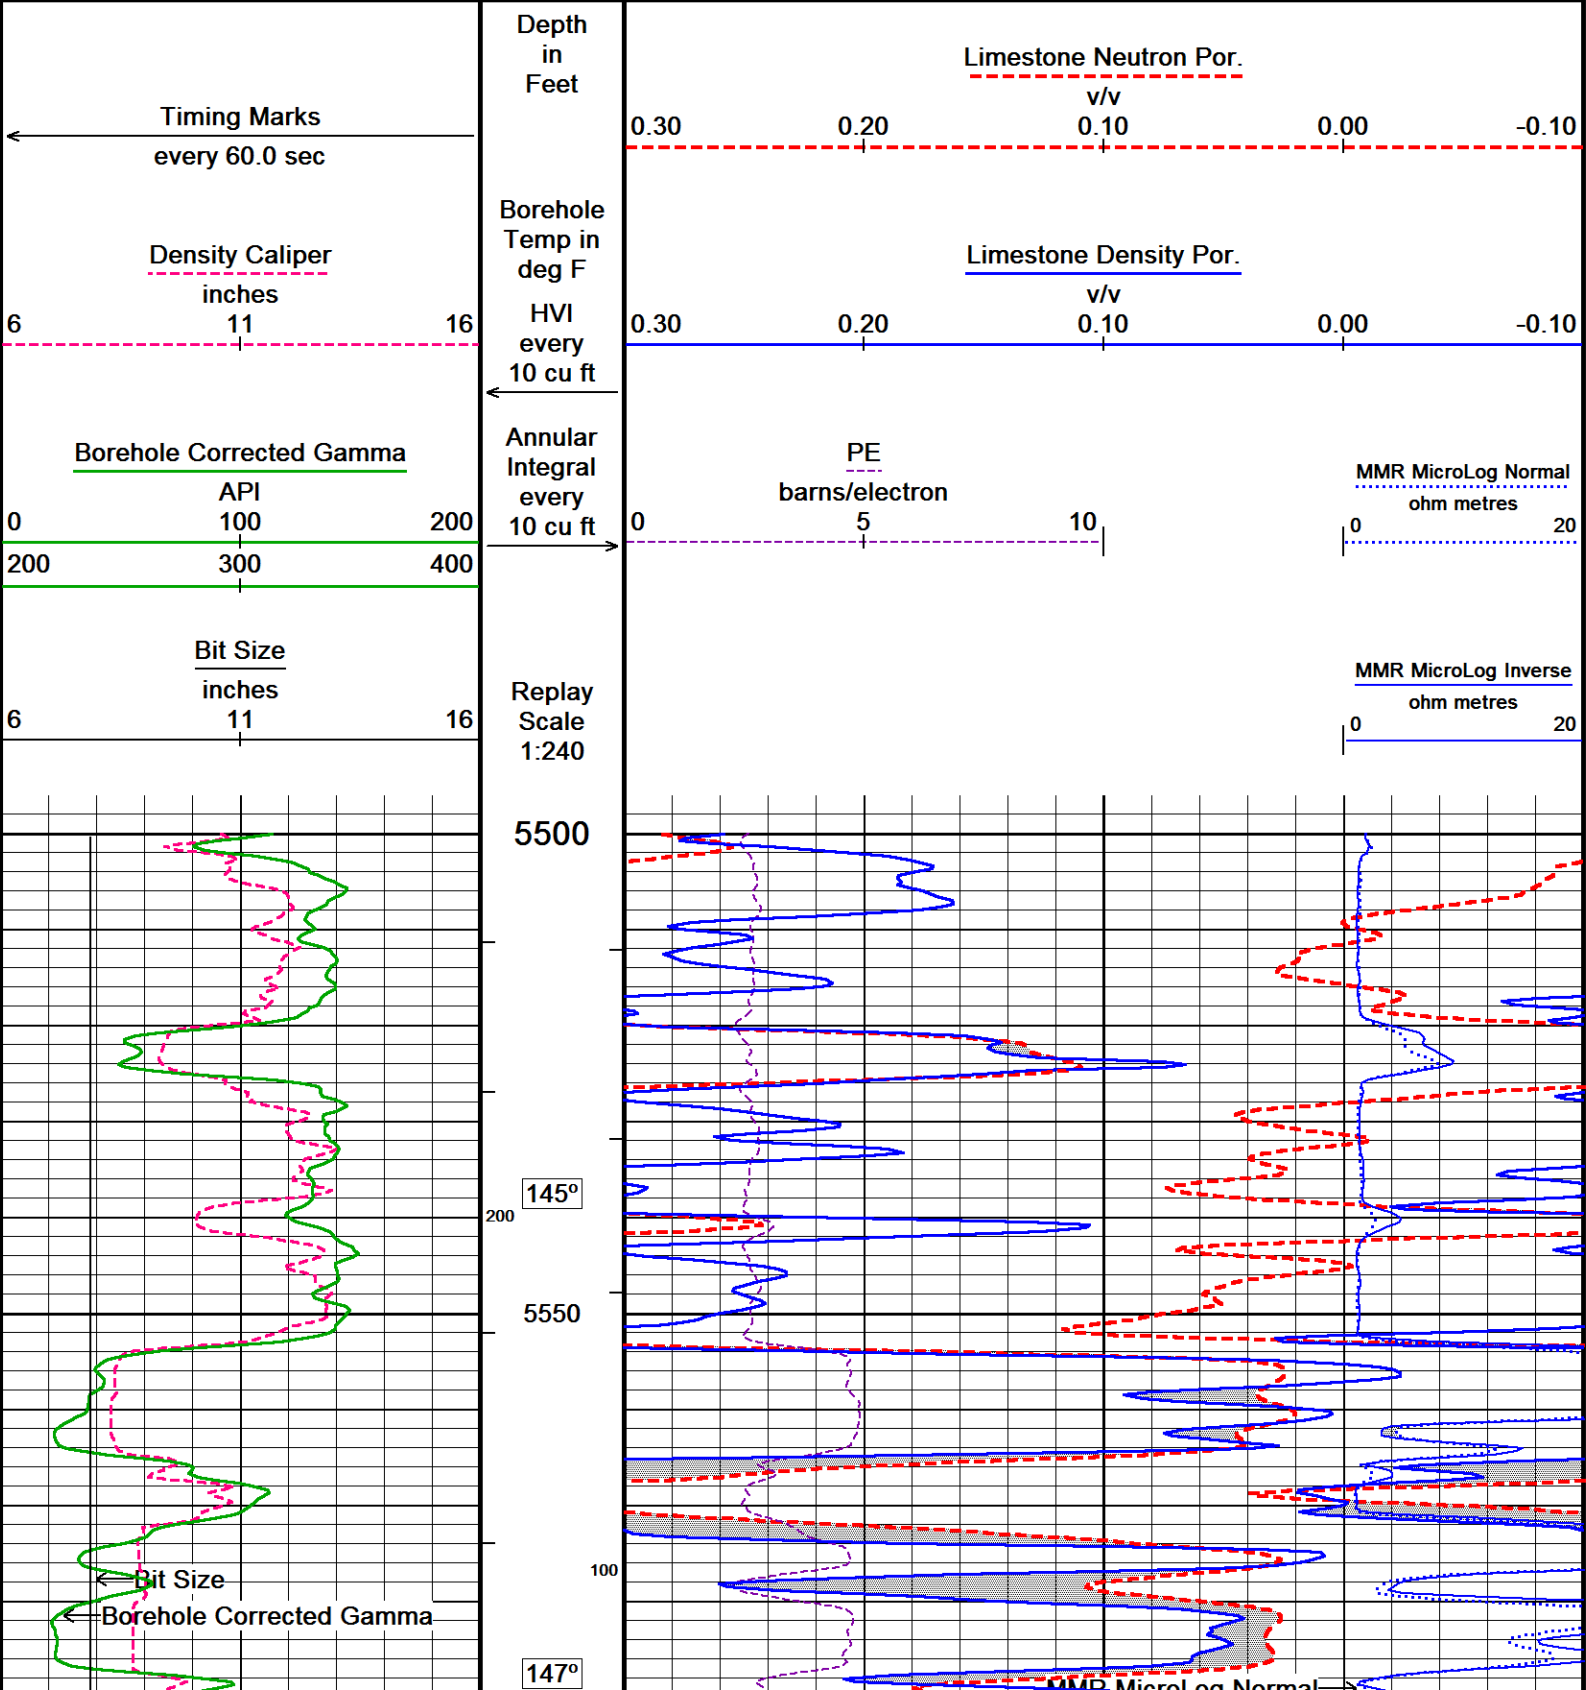 Timing Marks
every 60.0 sec
Density Caliper
inches
6 11 16
Borehole Corrected Gamma
API
0 100 200
200 300 400
Bit Size
inches
6 11 16
Depth
in
Feet
Borehole
Temp in
deg F
HVI
every
10 cu ft
Annular
Integral
every
10 cu ft
Replay
Scale
1:240
Limestone Neutron Por.
v/v
0.30 0.20 0.10 0.00 -0.10
Limestone Density Por.
v/v
0.30 0.20 0.10 0.00 -0.10
PE
barns/electron
0 5 10
MMR MicroLog Normal
ohm metres
0 20
MMR MicroLog Inverse
ohm metres
0 20
5500
145º
200
5550
100
Bit Size
Borehole Corrected Gamma
147º
MMR MicroLog Normal